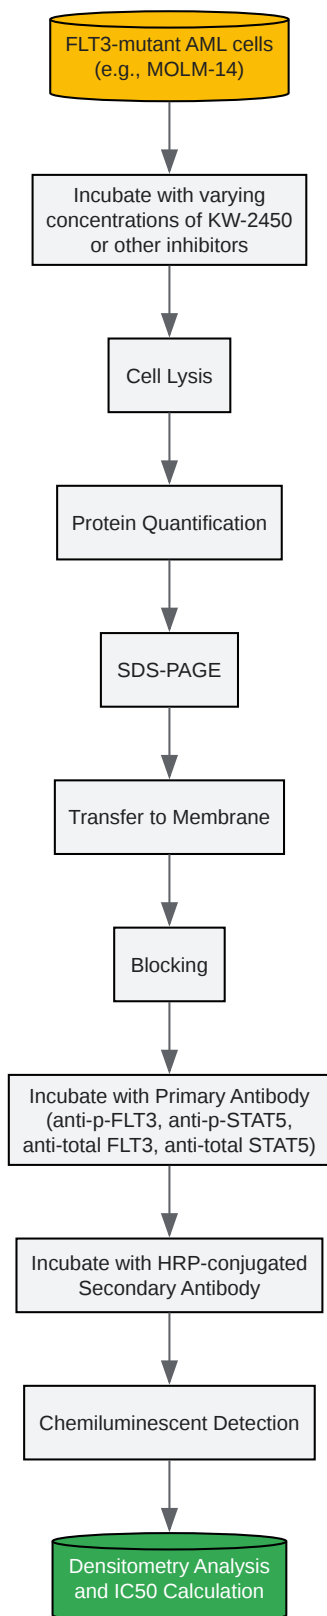 FLT3-mutant AML cells
(e.g., MOLM-14)
Incubate with varying
concentrations of KW-2450
or other inhibitors
Cell Lysis
Protein Quantification
SDS-PAGE
Transfer to Membrane
Blocking
Incubate with Primary Antibody
(anti-p-FLT3, anti-p-STAT5,
anti-total FLT3, anti-total STAT5)
Incubate with HRP-conjugated
Secondary Antibody
Chemiluminescent Detection
Densitometry Analysis
and IC50 Calculation